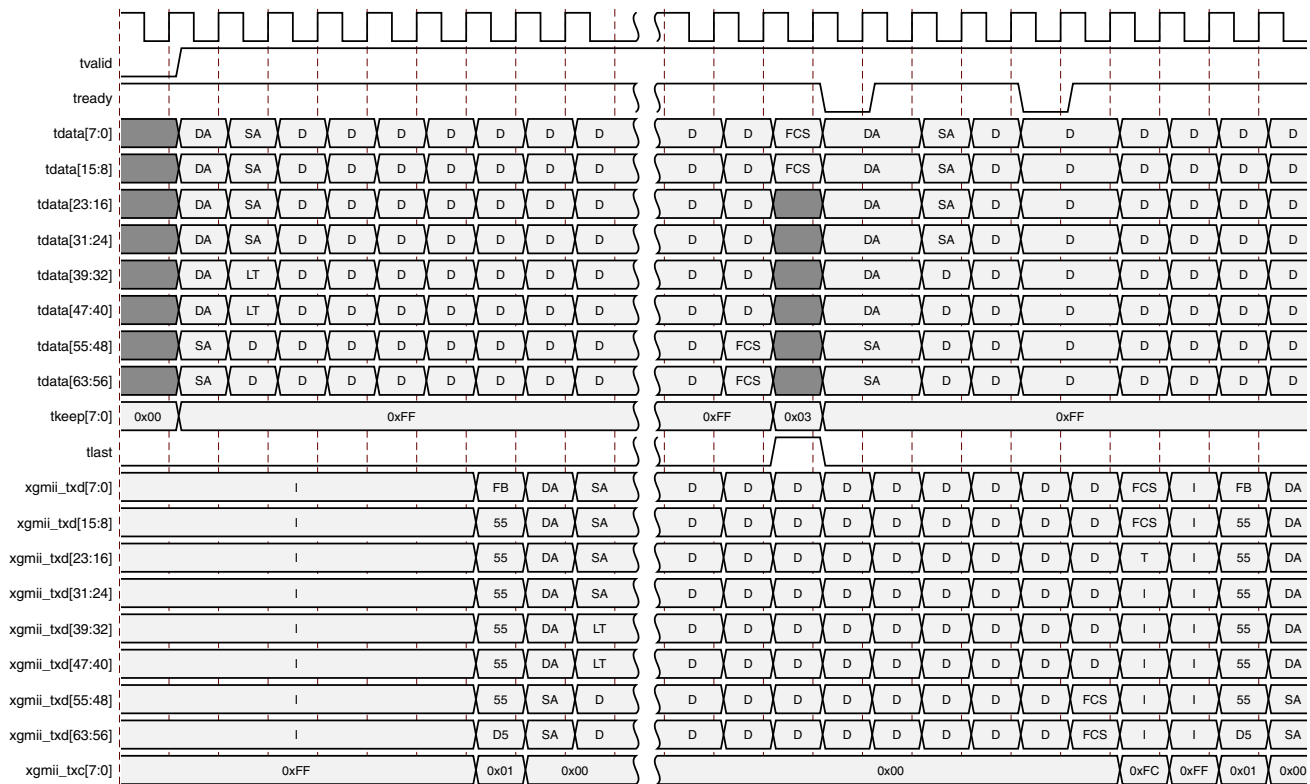 tvalid
tready
tdata[7:0] DA SA D D D D D D D D D FCS DA SA D D D D D D
tdata[15:8] DA SA D D D D D D D D D FCS DA SA D D D D D D
tdata[23:16] DA SA D D D D D D D D D DA SA D D D D D D
tdata[31:24] DA SA D D D D D D D D D DA SA D D D D D D
tdata[39:32] DA LT D D D D D D D D D DA D D D D D D D
tdata[47:40] DA LT D D D D D D D D D DA D D D D D D D
tdata[55:48] SA D D D D D D D D D FCS SA D D D D D D D
tdata[63:56] SA D D D D D D D D D FCS SA D D D D D D D
tkeep[7:0] 0x00 0xFF 0xFF 0x03 0xFF
tlast
xgmii_txd[7:0] I FB DA SA D D D D D D D D D FCS I FB DA
xgmii_txd[15:8] I 55 DA SA D D D D D D D D D FCS I 55 DA
xgmii_txd[23:16] I 55 DA SA D D D D D D D D D T I 55 DA
xgmii_txd[31:24] I 55 DA SA D D D D D D D D D I I 55 DA
xgmii_txd[39:32] I 55 DA LT D D D D D D D D D I I 55 DA
xgmii_txd[47:40] I 55 DA LT D D D D D D D D D I I 55 DA
xgmii_txd[55:48] I 55 SA D D D D D D D D D FCS I I 55 SA
xgmii_txd[63:56] I D5 SA D D D D D D D D D FCS I I D5 SA
xgmii_txc[7:0] 0xFF 0x01 0x00 0x00 0xFC 0xFF 0x01 0x00